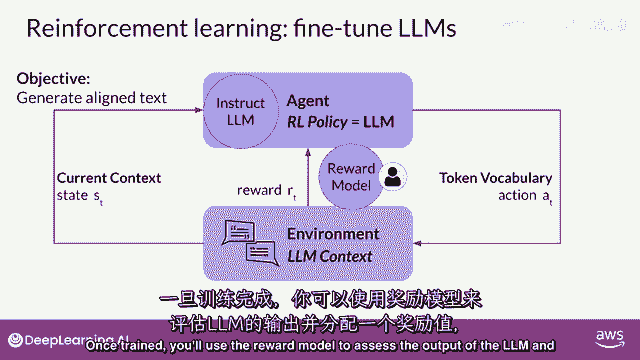 Reinforcement learning: fine-tune LLMs
Objective:
Generate aligned text
Instruct
LLM
Agent
RL Policy = LLM
Current Context
state st
reward rt
Reward
Model
Token Vocabulary
action at
Environment
LLM Context
一旦训练完成，你可以使用奖励模型来
评估LLM的输出并分配一个奖励值，
Once trained, you'll use the reward model to assess the output of the LLM and
DeepLearning.AI
aws